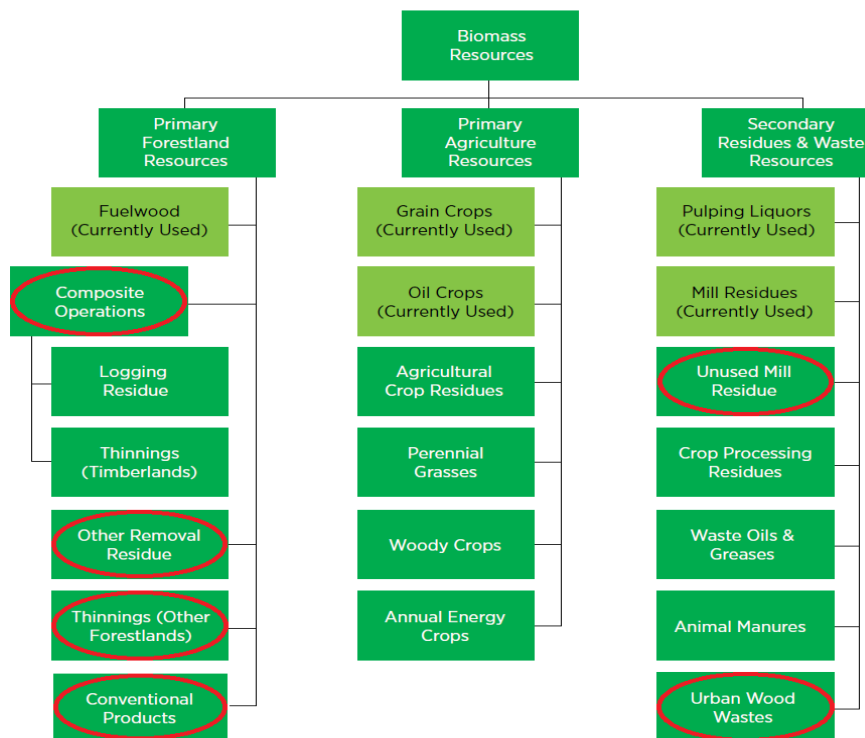 Biomass
Resources
Primary
Forestland
Resources
Fuelwood
(Currently Used)
Composite
Operations
Logging
Residue
Thinnings
(Timberlands)
Other Removal
Residue
Thinnings (Other
Forestlands)
Conventional
Products
Primary
Agriculture
Resources
Grain Crops
(Currently Used)
Oil Crops
(Currently Used)
Agricultural
Crop Residues
Perennial
Grasses
Woody Crops
Annual Energy
Crops
Secondary
Residues & Waste
Resources
Pulping Liquors
(Currently Used)
Mill Residues
(Currently Used)
Unused Mill
Residue
Crop Processing
Residues
Waste Oils &
Greases
Animal Manures
Urban Wood
Wastes